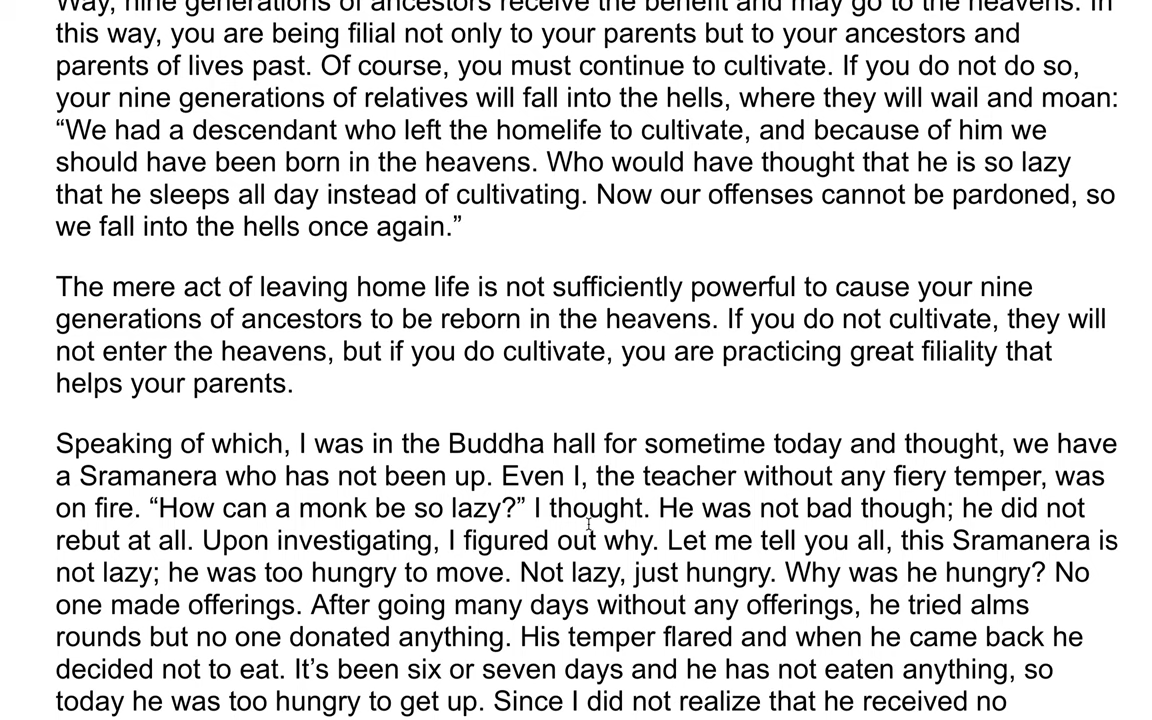 Way, nine generations of ancestors receive the benefit and may go to the heavens. In
this way, you are being filial not only to your parents but to your ancestors and
parents of lives past. Of course, you must continue to cultivate. If you do not do so,
your nine generations of relatives will fall into the hells, where they will wail and moan:
“We had a descendant who left the homelife to cultivate, and because of him we
should have been born in the heavens. Who would have thought that he is so lazy
that he sleeps all day instead of cultivating. Now our offenses cannot be pardoned, so
we fall into the hells once again.”
The mere act of leaving home life is not sufficiently powerful to cause your nine
generations of ancestors to be reborn in the heavens. If you do not cultivate, they will
not enter the heavens, but if you do cultivate, you are practicing great filiality that
helps your parents.
Speaking of which, I was in the Buddha hall for sometime today and thought, we have
a Sramanera who has not been up. Even I, the teacher without any fiery temper, was
on fire. “How can a monk be so lazy?” I thought. He was not bad though; he did not
rebut at all. Upon investigating, I figured out why. Let me tell you all, this Sramanera is
not lazy; he was too hungry to move. Not lazy, just hungry. Why was he hungry? No
one made offerings. After going many days without any offerings, he tried alms
rounds but no one donated anything. His temper flared and when he came back he
decided not to eat. It’s been six or seven days and he has not eaten anything, so
today he was too hungry to get up. Since I did not realize that he received no